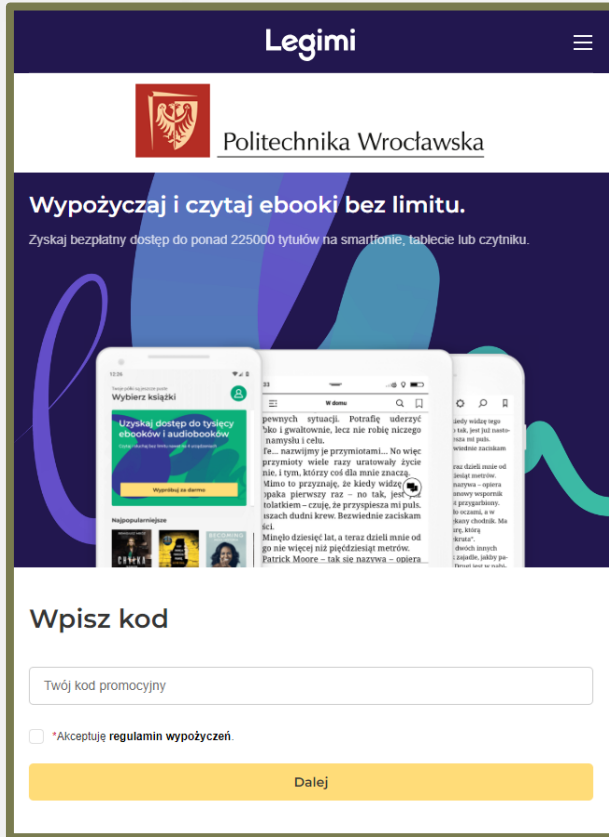 Legimi
Politechnika Wrocławska
Wypożyczaj i czytaj ebooki bez limitu.
Zyskaj bezpłatny dostęp do ponad 225000 tytułów na smartfonie, tablecie lub czytniku.
Wybierz książki
Uzyskaj dostęp do tysięcy
ebooków i audiobooków
Wypróbuj za darmo
Najpopularniejsze
BECOMING
33
W domu
pewnych sytuacji. Potrafię uderzyć
i gwałtownie, lecz nie robię niczego
namysłu i celu.
nazwijmy je przymiotami... No więc
przymioty wiele razy uratowały życie
nie, i tym, którzy coś dla mnie znaczą.
Mimo to przyznaję, że kiedy widzę
opaka pierwszy raz – no tak, jest
tolatkiem – czuję, że przyspiesza mi puls.
uszach dudni krew. Bezwiednie zaciskam
ści.
Minęło dziesięć lat, a teraz dzieli mnie od
go nie więcej niż pięćdziesiąt metrów.
Patrick Moore – tak się nazywa – opiera
Wpisz kod
Twój kod promocyjny
*Akceptuję regulamin wypożyczeń.
Dalej